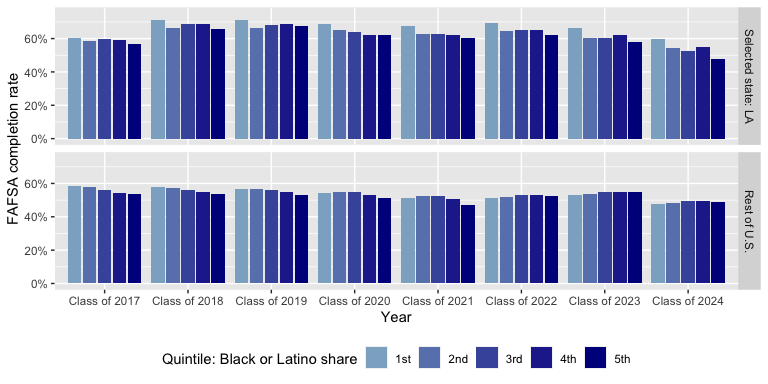 60%
40%
20%
0%
Selected state: LA
FAFSA completion rate
60%
40%
20%
0%
Rest of U.S.
Class of 2017 Class of 2018 Class of 2019 Class of 2020 Class of 2021 Class of 2022 Class of 2023 Class of 2024
Year
Quintile: Black or Latino share 1st 2nd 3rd 4th 5th